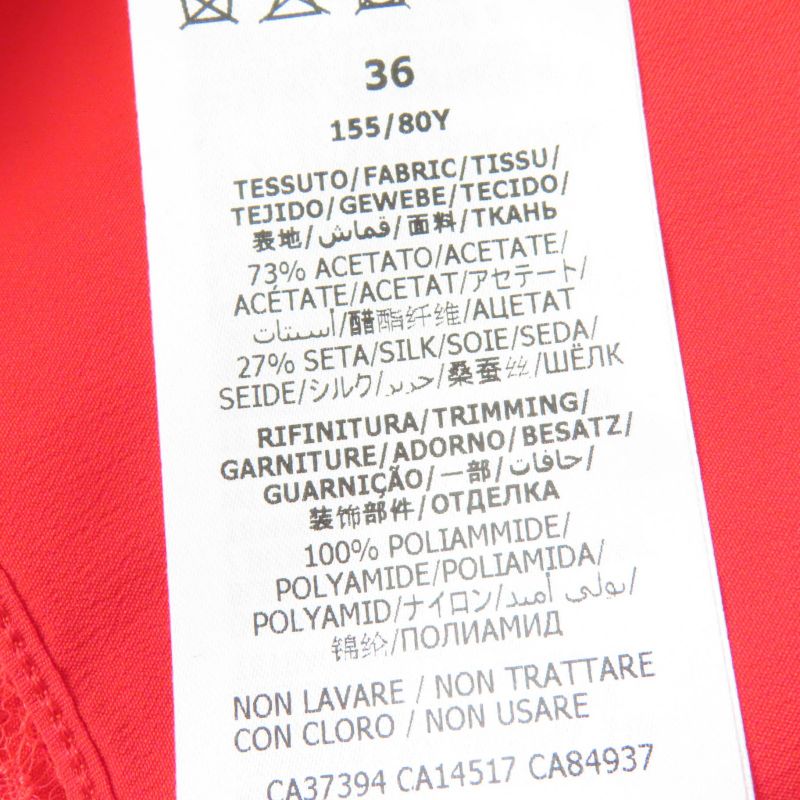 36
155/80Y
TESSUTO/FABRIC/TISSU/
TEJIDO/GEWEBE/TECIDO/
表地/قماش/面料/ТКАНЬ
73% ACETATO/ACETATE/
ACÉTATE/ACETAT/アセテート/
أسيتات/醋酯纤维/АЦЕТАТ
27% SETA/SILK/SOIE/SEDA/
SEIDE/シルク/حرير/桑蚕丝/ШЁЛК
RIFINITURA/TRIMMING/
GARNITURE/ADORNO/BESATZ/
GUARNIÇÃO/一部/حافات/
装饰部件/ОТДЕЛКА
100% POLIAMMIDE/
POLYAMIDE/POLIAMIDA/
POLYAMID/ナイロン/بولي أميد/
锦纶/ПОЛИАМИД
NON LAVARE / NON TRATTARE
CON CLORO / NON USARE
CA37394 CA14517 CA84937